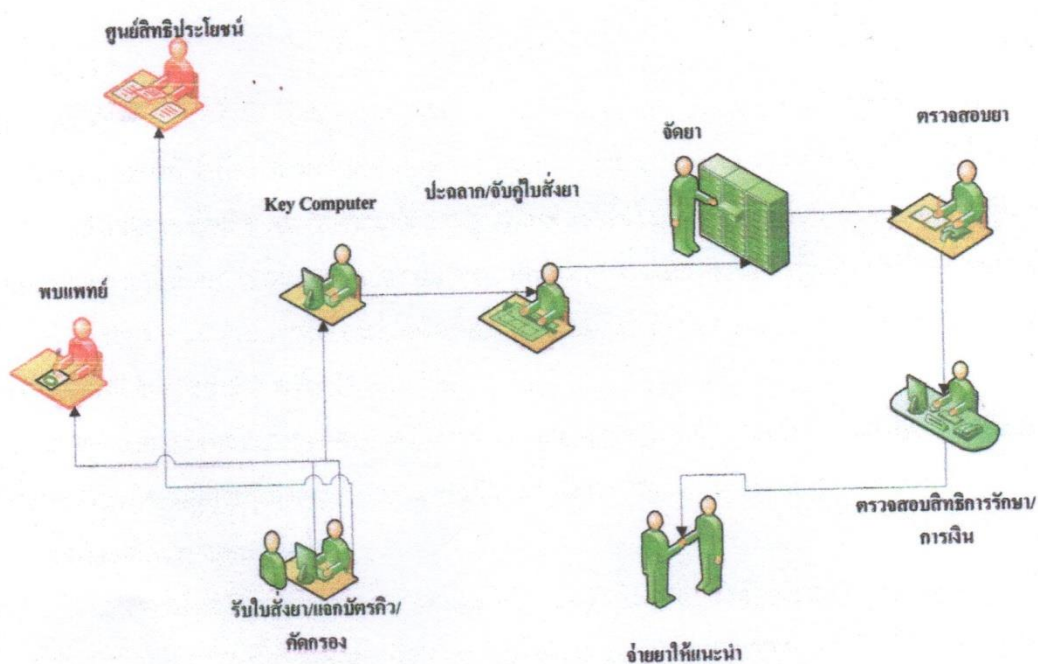 ศูนย์สิทธิประโยชน์
จัดยา
ตรวจสอบยา
ปะฉลาก/จับคู่ใบสั่งยา
Key Computer
พบแพทย์
ตรวจสอบสิทธิการรักษา/
การเงิน
รับใบสั่งยา/แจกบัตรคิว/
คัดกรอง
จ่ายยาให้แนะนำ